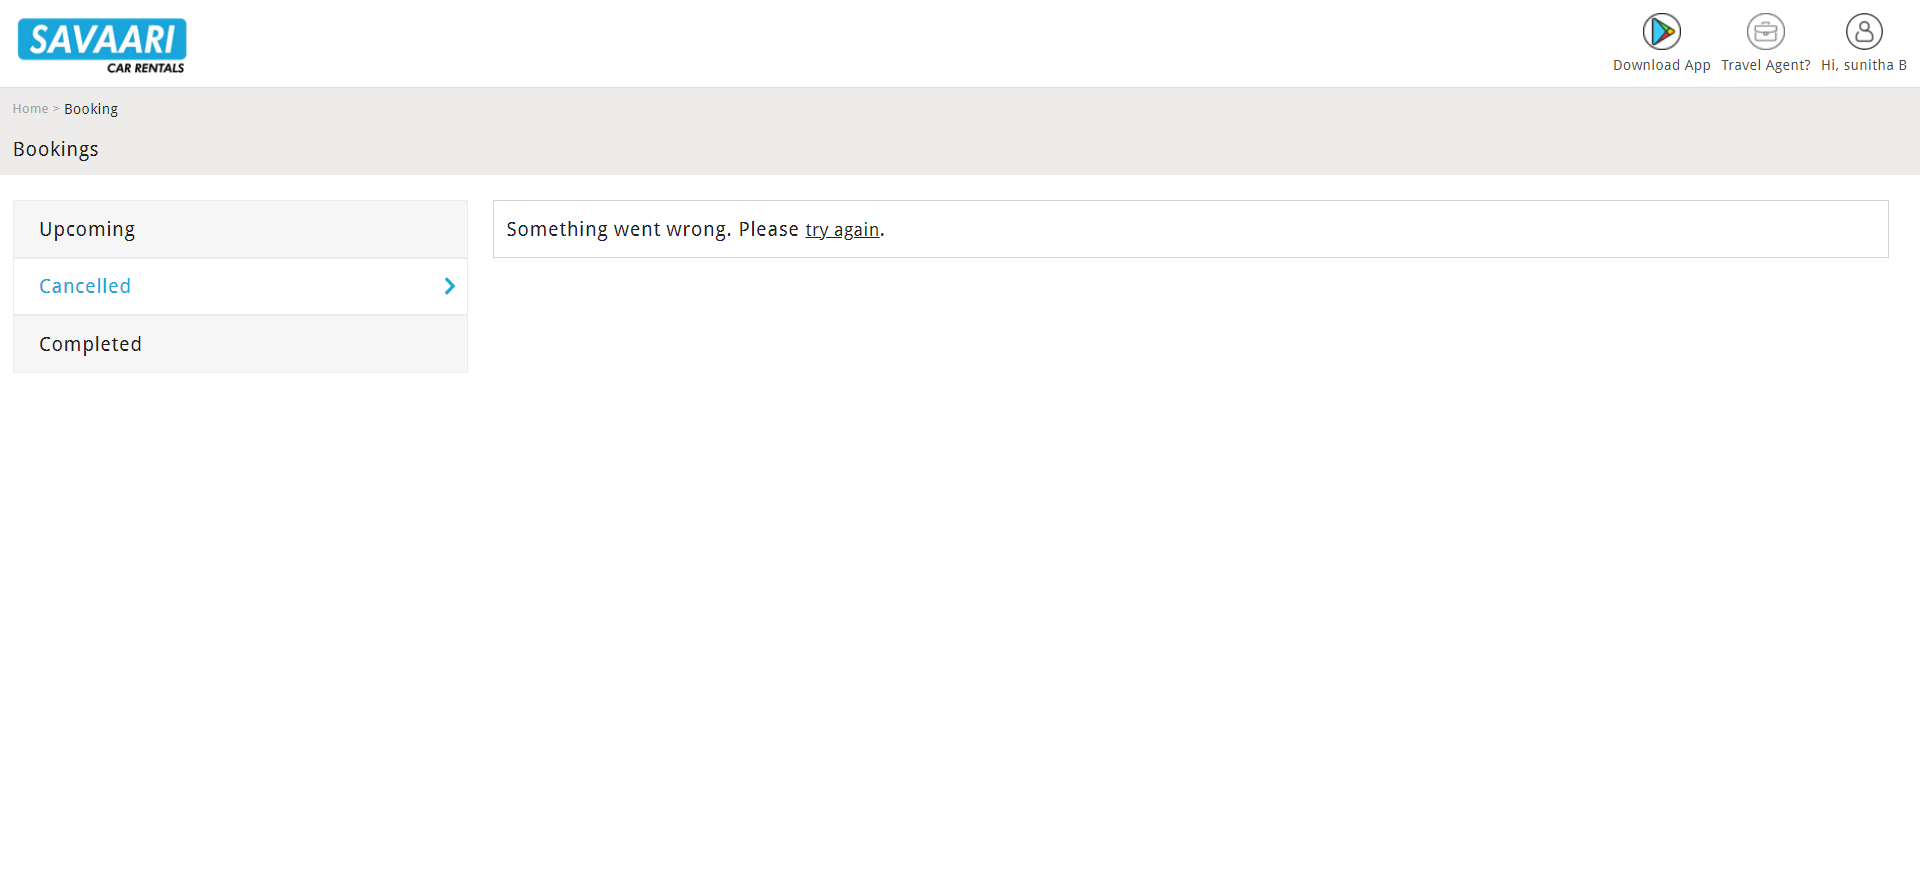 SAVAARI
CAR RENTALS
Download App
Travel Agent?
Hi, sunitha B
Home > Booking
Bookings
Upcoming
Cancelled
Completed
Something went wrong. Please try again.